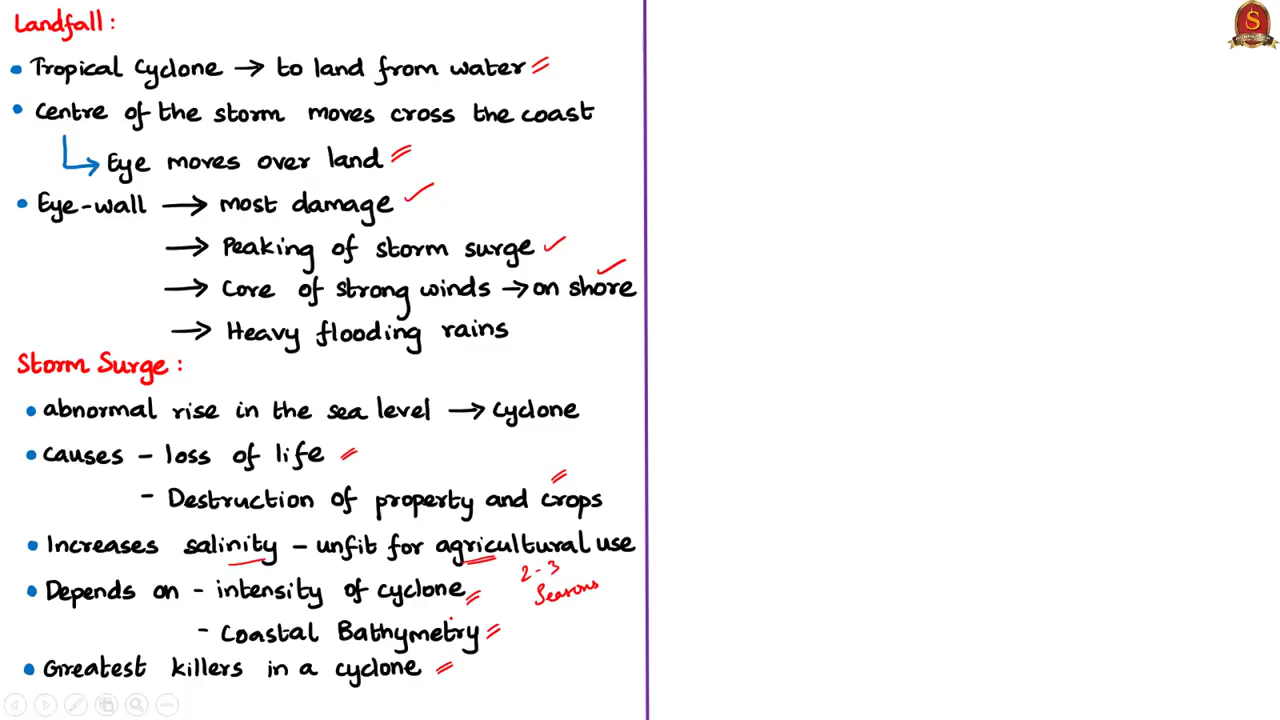 Landfall :
• Tropical Cyclone → to land from water
• Centre of the storm moves cross the coast
↳ Eye moves over land
• Eye-wall → most damage ✓
→ Peaking of storm surge ✓
→ Core of strong winds → on shore ✓
→ Heavy flooding rains
Storm Surge :
• abnormal rise in the sea level → cyclone
• causes - loss of life
- Destruction of property and crops
• Increases salinity - unfit for agricultural use
2-3
Seasons
• Depends on - intensity of cyclone
- Coastal Bathymetry
• Greatest killers in a cyclone
S